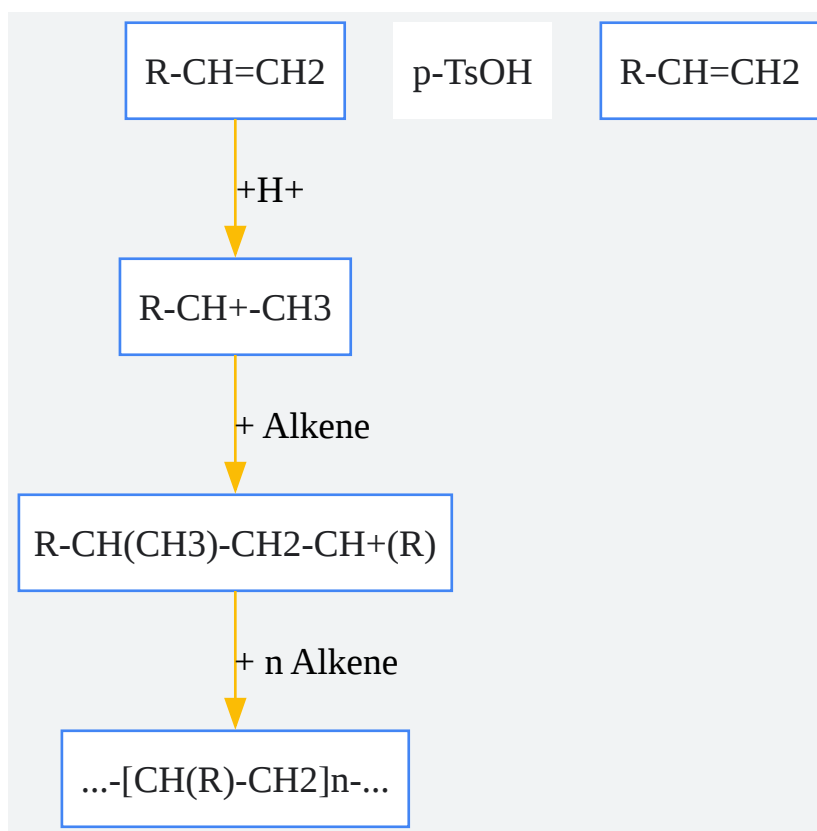 R-CH=CH2
p-TsOH
R-CH=CH2
+H+
R-CH+-CH3
+ Alkene
R-CH(CH3)-CH2-CH+(R)
+ n Alkene
...-[CH(R)-CH2]n-...